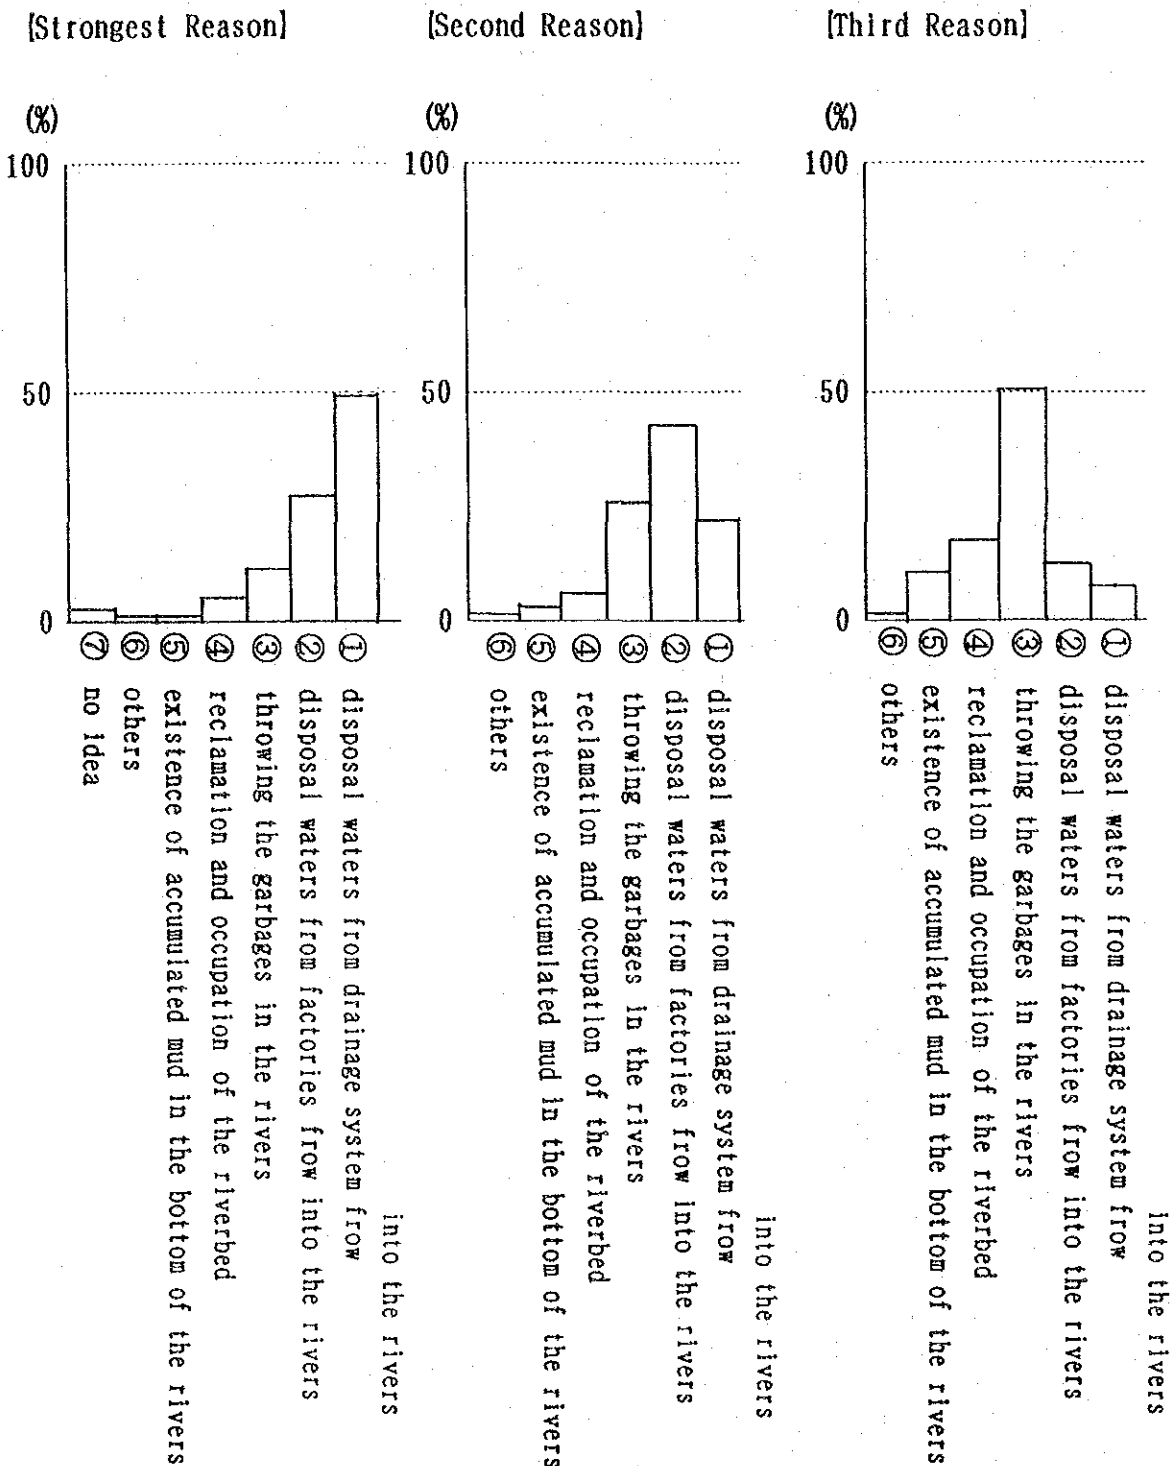 [Strongest Reason]
(%)
100
50
0
① disposal waters from drainage system frow
into the rivers
② disposal waters from factories frow into the rivers
③ throwing the garbages in the rivers
④ reclamation and occupation of the riverbed
⑤ existence of accumulated mud in the bottom of the rivers
⑥ others
⑦ no idea
[Second Reason]
(%)
100
50
0
① disposal waters from drainage system frow
into the rivers
② disposal waters from factories frow into the rivers
③ throwing the garbages in the rivers
④ reclamation and occupation of the riverbed
⑤ existence of accumulated mud in the bottom of the rivers
⑥ others
[Third Reason]
(%)
100
50
0
① disposal waters from drainage system frow
into the rivers
② disposal waters from factories frow into the rivers
③ throwing the garbages in the rivers
④ reclamation and occupation of the riverbed
⑤ existence of accumulated mud in the bottom of the rivers
⑥ others